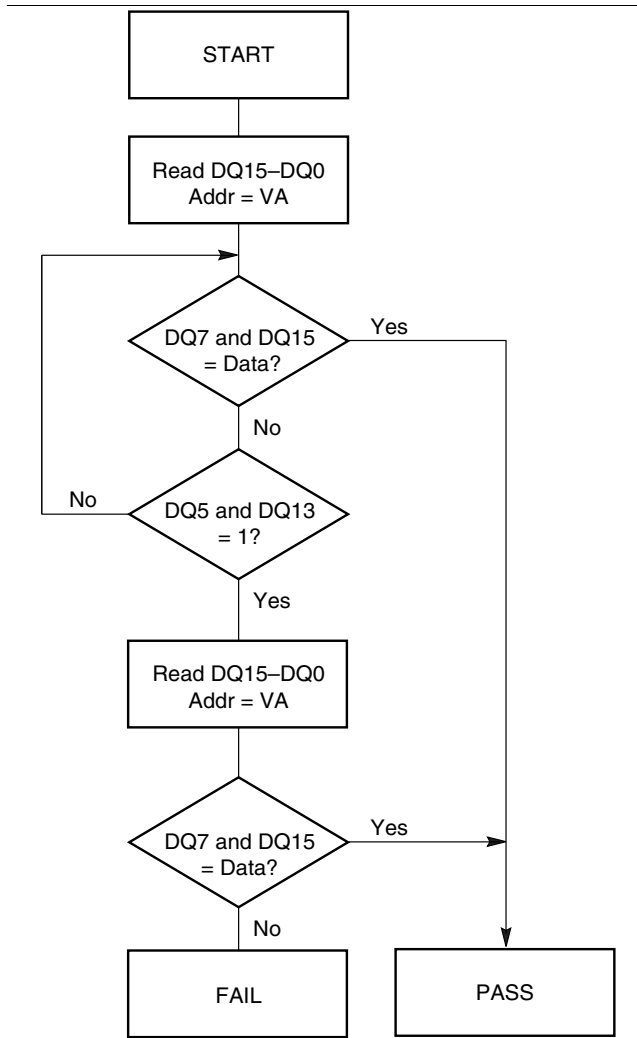 START
Read DQ15–DQ0
Addr = VA
DQ7 and DQ15
= Data?
Yes
No
DQ5 and DQ13
= 1?
No
Yes
Read DQ15–DQ0
Addr = VA
DQ7 and DQ15
= Data?
Yes
No
FAIL
PASS